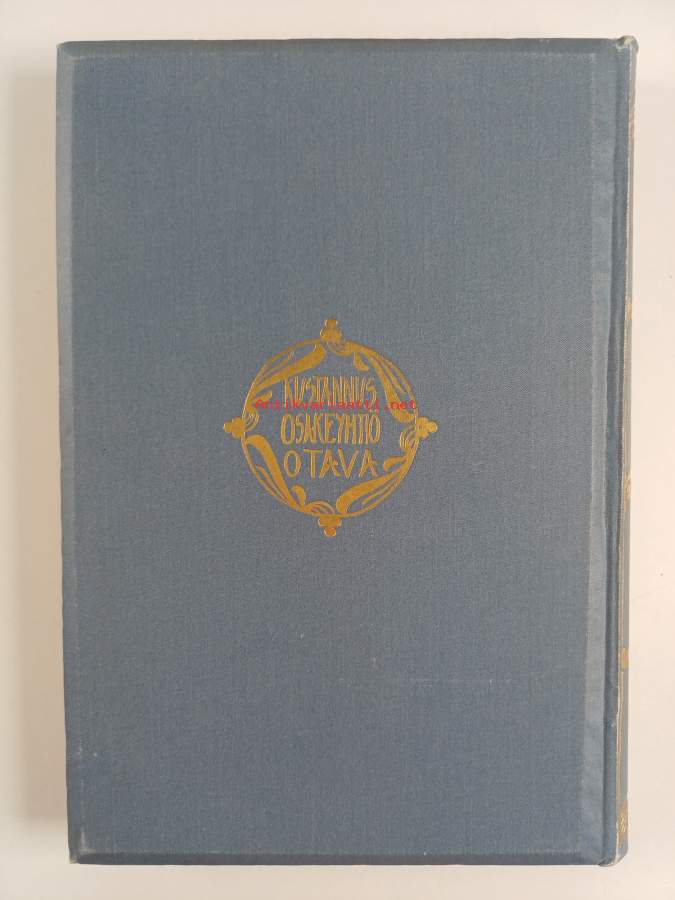 KUSTANNUS
Antikvariaatti.net
OSAKEYHTIÖ
OTAVA